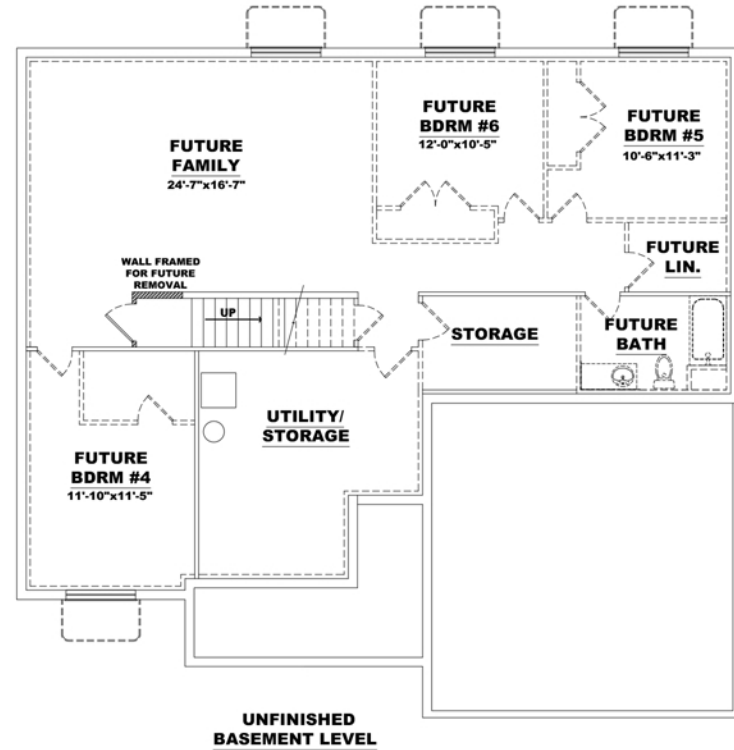 FUTURE
FAMILY
24'-7"x16'-7"
FUTURE
BDRM #6
12'-0"x10'-5"
FUTURE
BDRM #5
10'-6"x11'-3"
FUTURE
LIN.
WALL FRAMED
FOR FUTURE
REMOVAL
UP
STORAGE
FUTURE
BATH
UTILITY/
STORAGE
FUTURE
BDRM #4
11'-10"x11'-5"
UNFINISHED
BASEMENT LEVEL